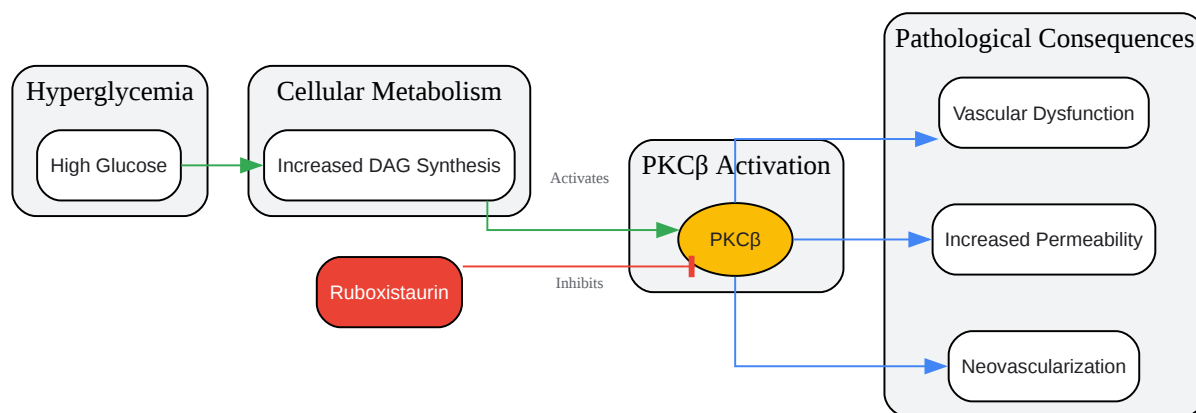 Hyperglycemia
High Glucose
Cellular Metabolism
Increased DAG Synthesis
Activates
Ruboxistaurin
Inhibits
PKCβ Activation
PKCβ
Pathological Consequences
Vascular Dysfunction
Increased Permeability
Neovascularization